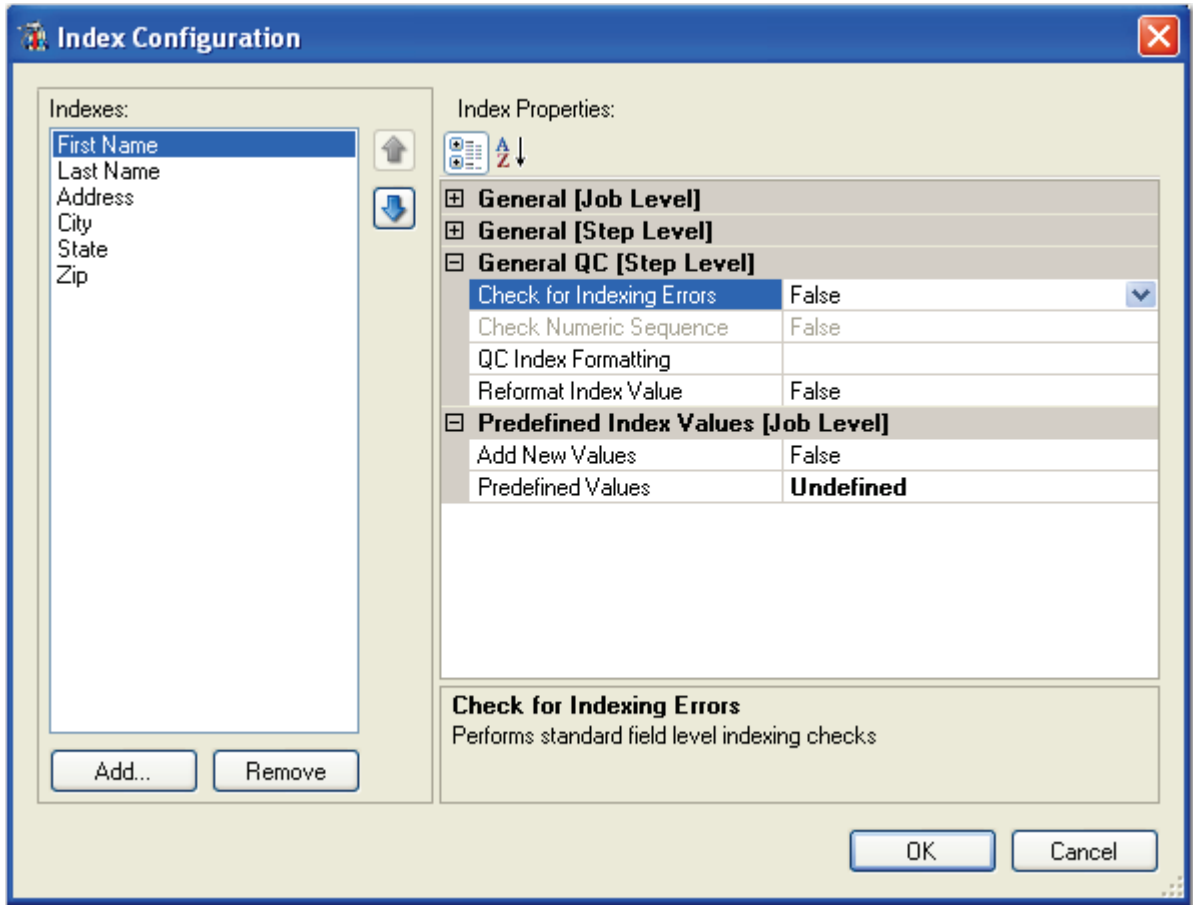 Index Configuration
Indexes:
First Name
Last Name
Address
City
State
Zip
Add...
Remove
Index Properties:
A
Z
General [Job Level]
General [Step Level]
General QC [Step Level]
Check for Indexing Errors False
Check Numeric Sequence False
QC Index Formatting
Reformat Index Value False
Predefined Index Values [Job Level]
Add New Values False
Predefined Values Undefined
Check for Indexing Errors
Performs standard field level indexing checks
OK
Cancel